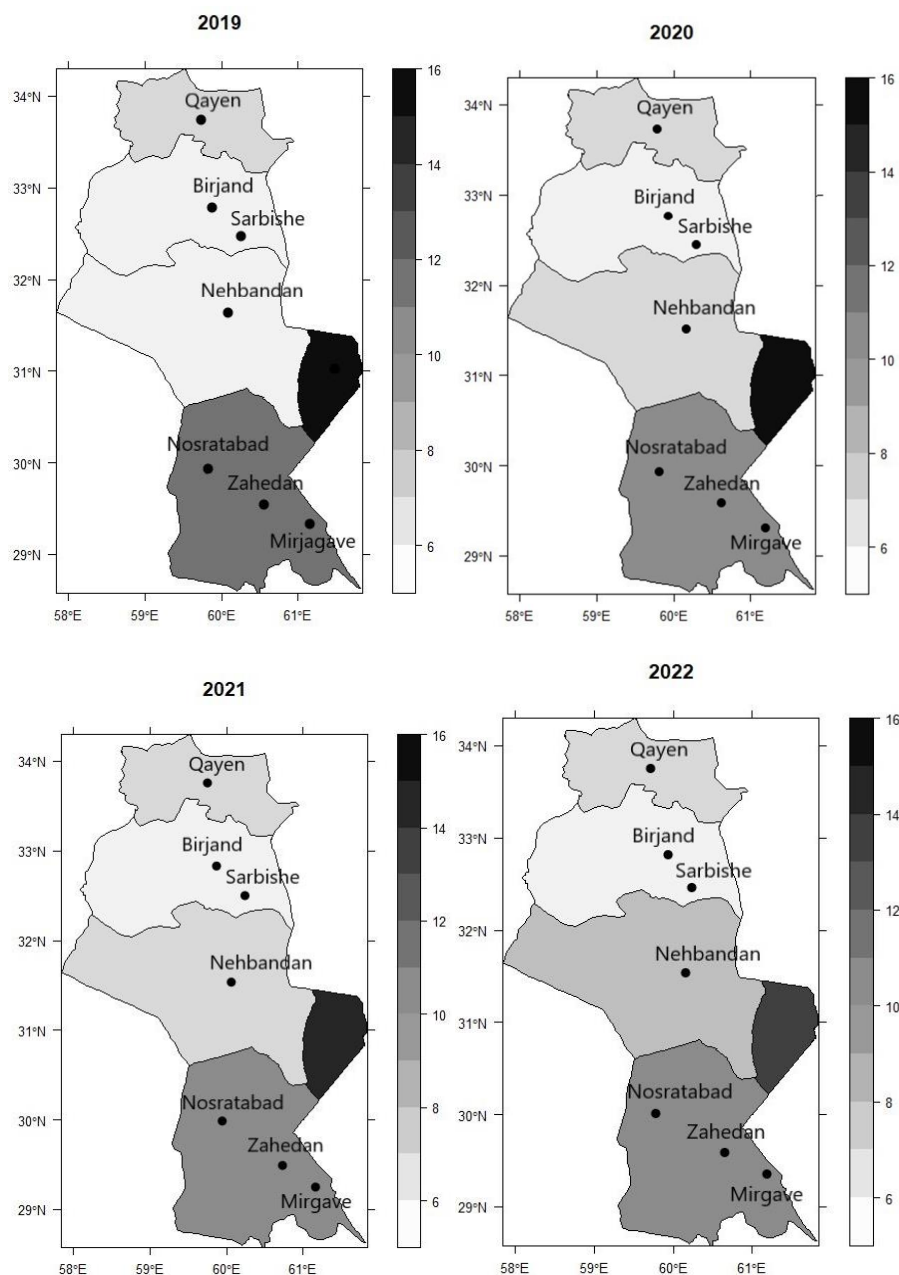 2019
34°N
33°N
32°N
31°N
30°N
29°N
58°E 59°E 60°E 61°E
Qayen
Birjand
Sarbishe
Nehbandan
Nosratabad
Zahedan
Mirjagave
16
14
12
10
8
6
2020
34°N
33°N
32°N
31°N
30°N
29°N
58°E 59°E 60°E 61°E
Qayen
Birjand
Sarbishe
Nehbandan
Nosratabad
Zahedan
Mirgave
16
14
12
10
8
6
2021
34°N
33°N
32°N
31°N
30°N
29°N
58°E 59°E 60°E 61°E
Qayen
Birjand
Sarbishe
Nehbandan
Nosratabad
Zahedan
Mirgave
16
14
12
10
8
6
2022
34°N
33°N
32°N
31°N
30°N
29°N
58°E 59°E 60°E 61°E
Qayen
Birjand
Sarbishe
Nehbandan
Nosratabad
Zahedan
Mirgave
16
14
12
10
8
6